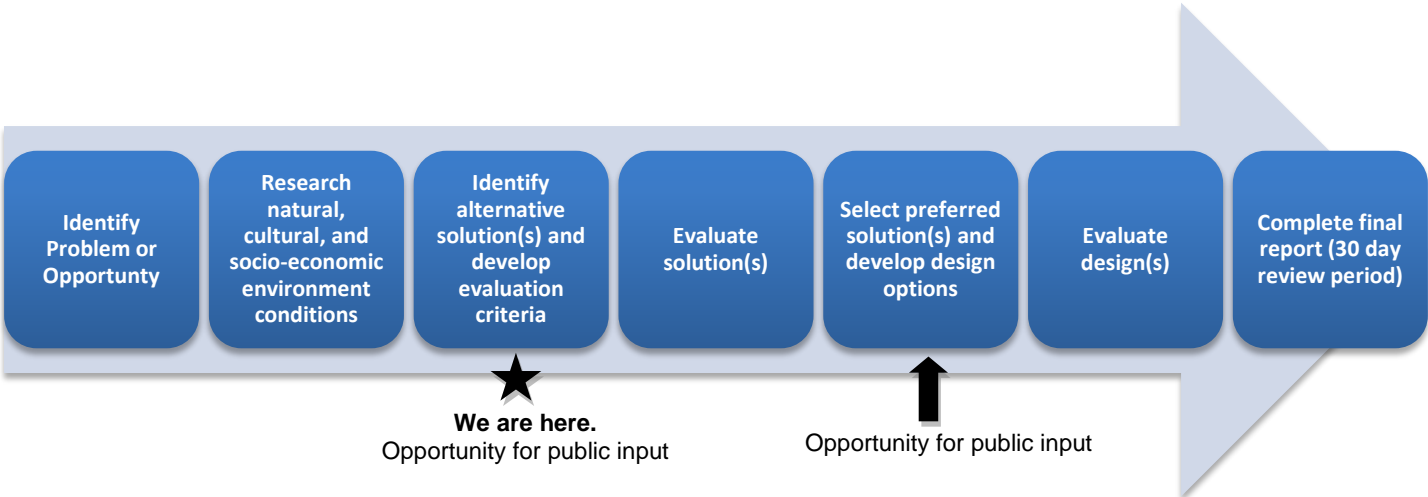 Identify
Problem or
Opportunty
Research
natural,
cultural, and
socio-economic
environment
conditions
Identify
alternative
solution(s) and
develop
evaluation
criteria
Evaluate
solution(s)
Select preferred
solution(s) and
develop design
options
Evaluate
design(s)
Complete final
report (30 day
review period)
We are here.
Opportunity for public input
Opportunity for public input